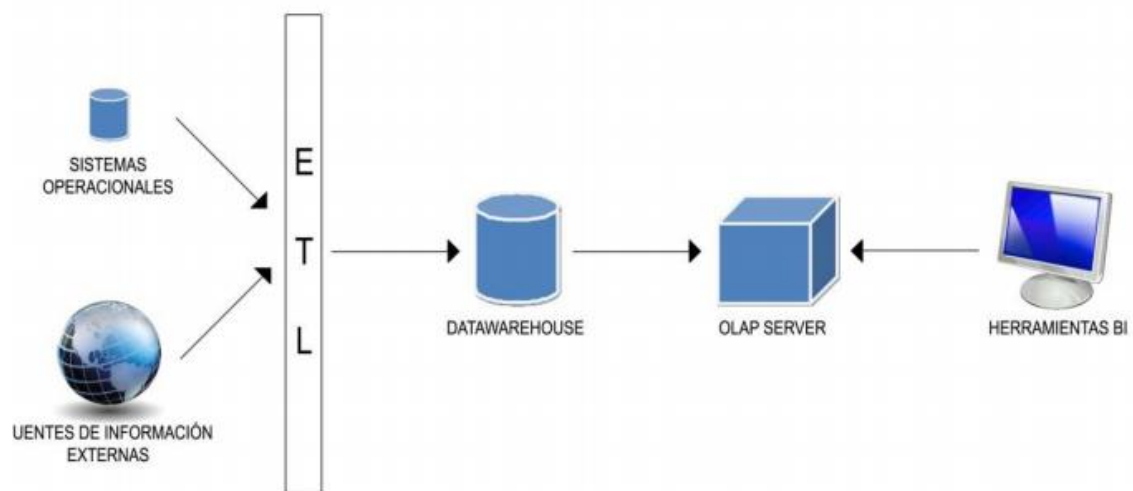 SISTEMAS
OPERACIONALES
UENTES DE INFORMACIÓN
EXTERNAS
E
T
L
DATAWAREHOUSE
OLAP SERVER
HERRAMIENTAS BI